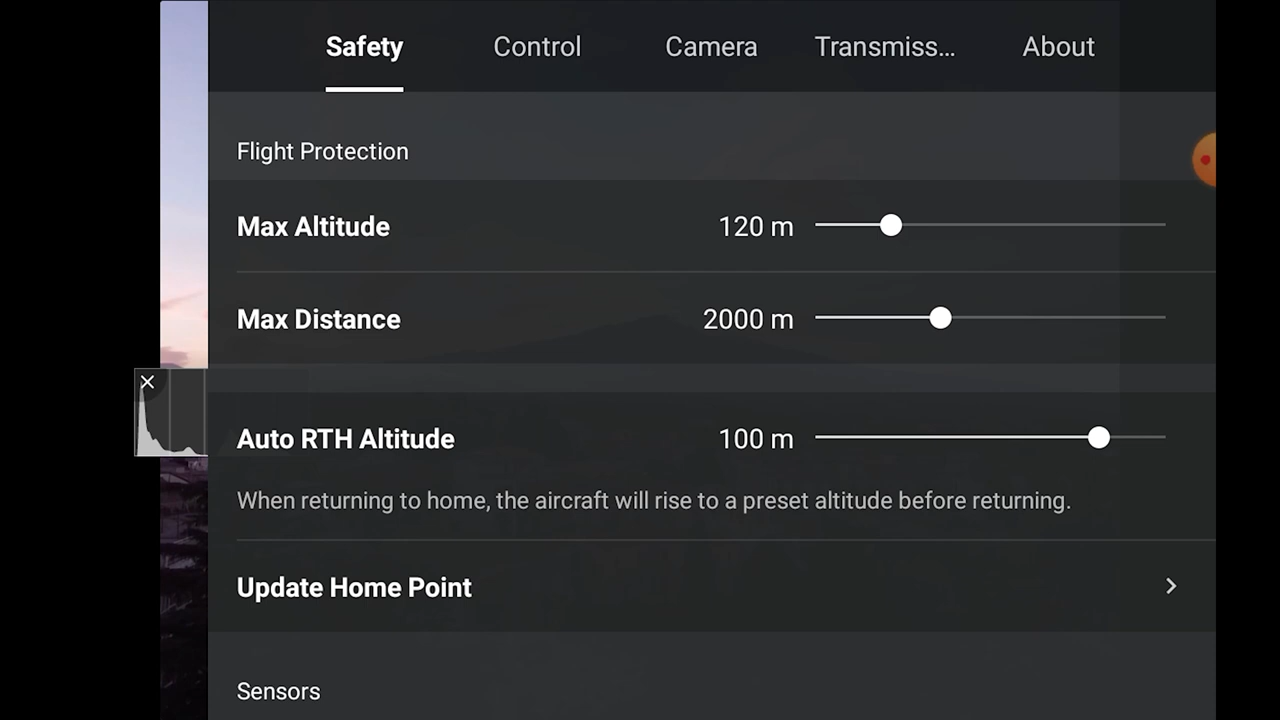 Safety Control Camera Transmiss... About
Flight Protection
Max Altitude 120 m
Max Distance 2000 m
Auto RTH Altitude 100 m
When returning to home, the aircraft will rise to a preset altitude before returning.
Update Home Point
Sensors